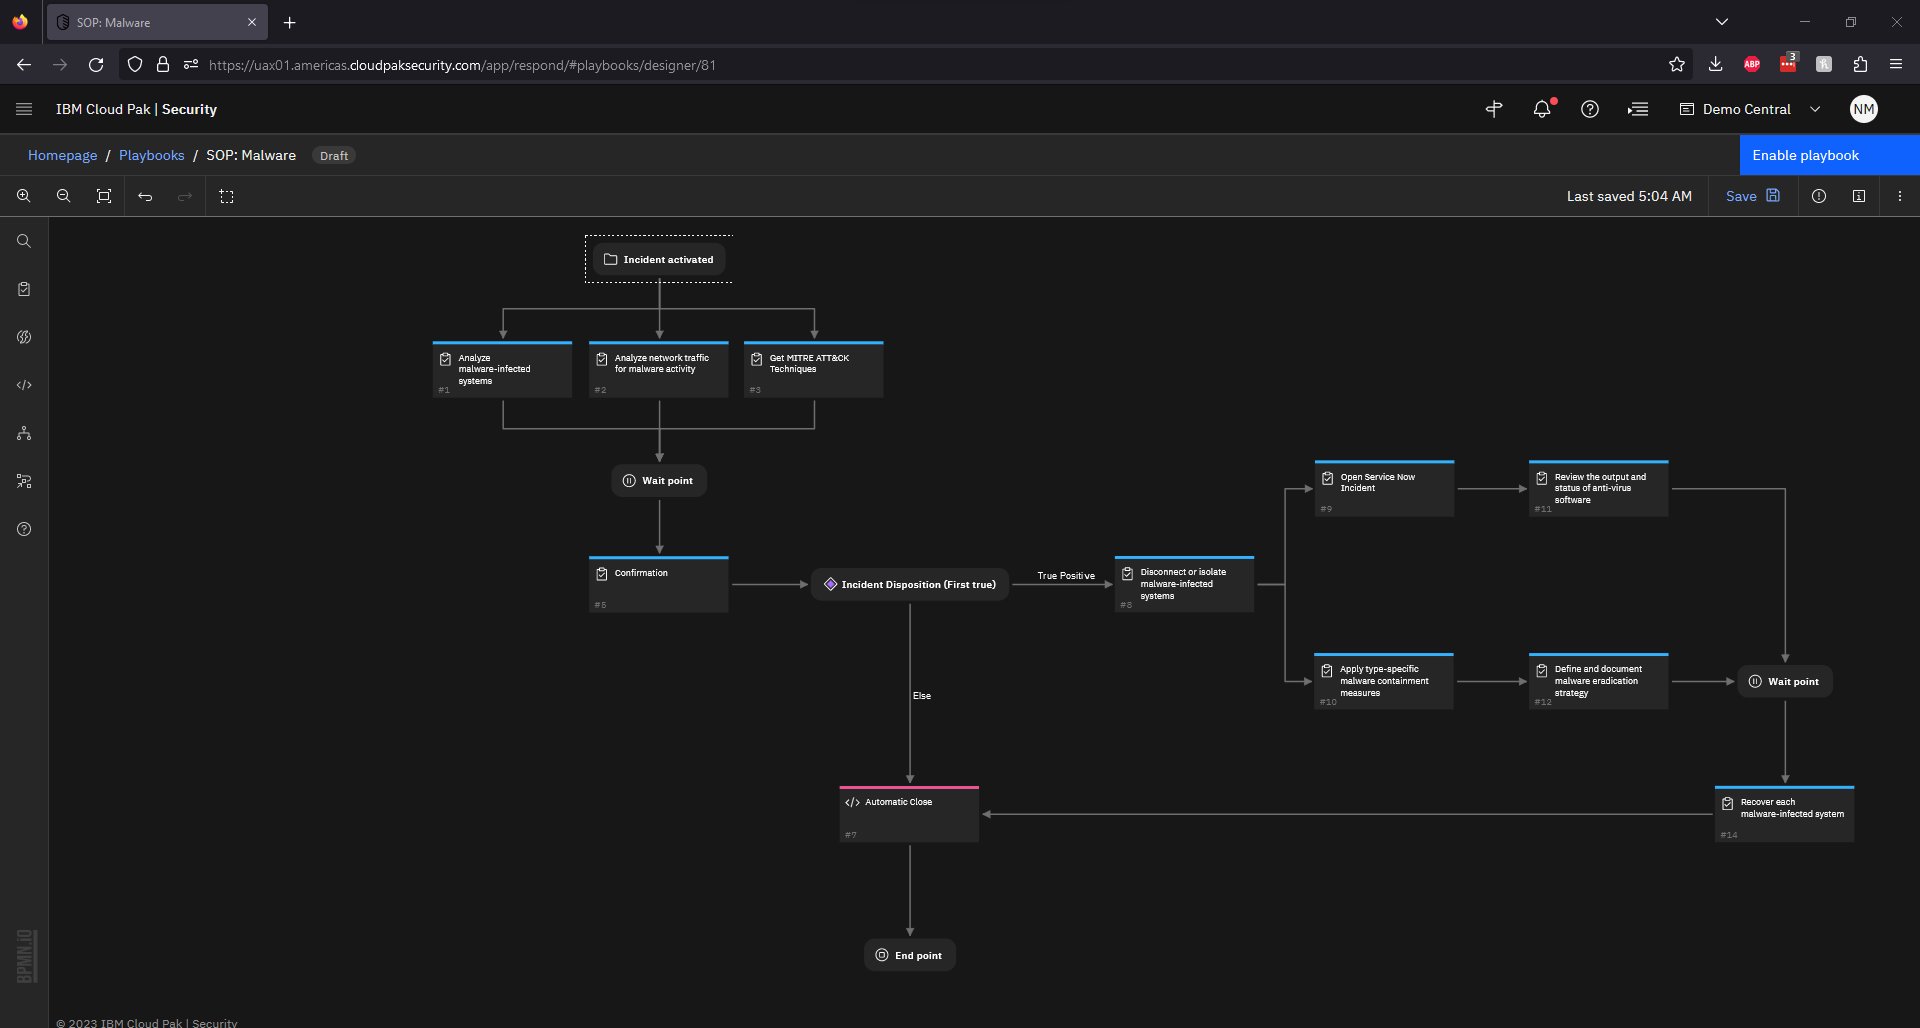 SOP: Malware
https://uax01.americas.cloudpaksecurity.com/app/respond/#playbooks/designer/81
ABP
3
IBM Cloud Pak | Security
Demo Central
NM
Homepage / Playbooks / SOP: Malware
Draft
Enable playbook
Last saved 5:04 AM
Save
Incident activated
Analyze
malware-infected
systems
#1
Analyze network traffic
for malware activity
#2
Get MITRE ATT&CK
Techniques
#3
Wait point
Open Service Now
Incident
#9
Review the output and
status of anti-virus
software
#11
Confirmation
#5
Incident Disposition (First true)
True Positive
Disconnect or isolate
malware-infected
systems
#8
Else
Apply type-specific
malware containment
measures
#10
Define and document
malware eradication
strategy
#12
Wait point
Automatic Close
#7
Recover each
malware-infected system
#14
End point
BPMN.iO
© 2023 IBM Cloud Pak | Security